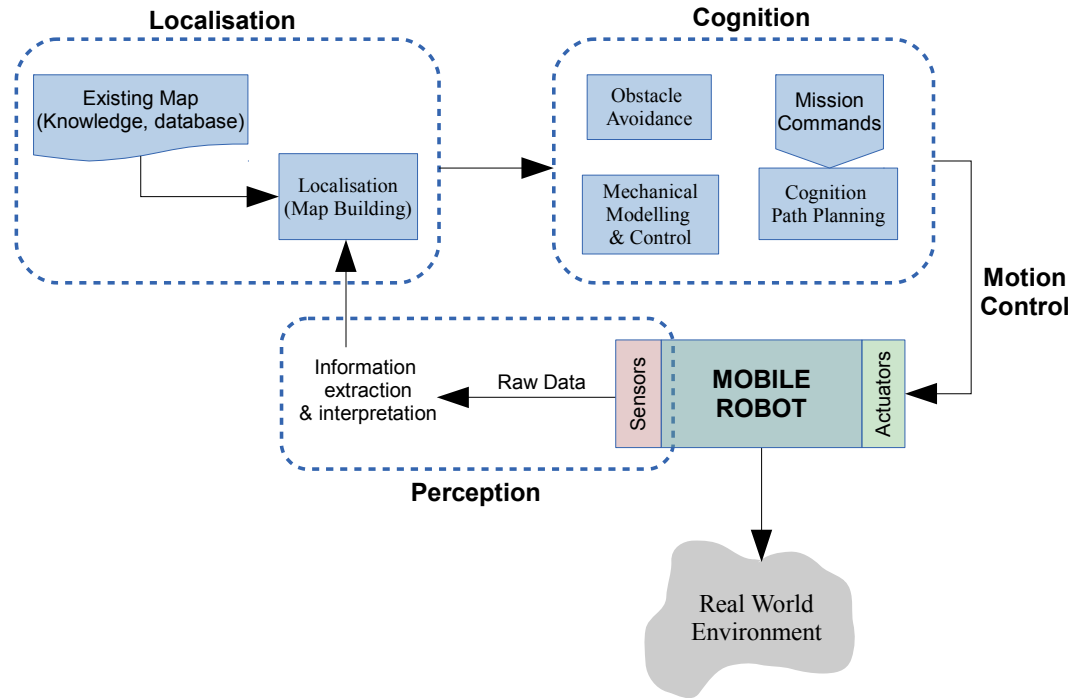 Localisation
Existing Map
(Knowledge, database)
Localisation
(Map Building)
Cognition
Obstacle
Avoidance
Mission
Commands
Mechanical
Modelling
& Control
Cognition
Path Planning
Motion
Control
Information
extraction
& interpretation
Raw Data
Sensors
MOBILE
ROBOT
Actuators
Perception
Real World
Environment